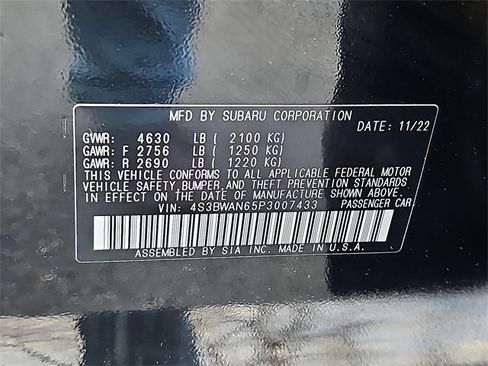 MFD BY SUBARU CORPORATION
DATE: 11/22
GVWR: 4630 LB ( 2100 KG)
GAWR: F 2756 LB ( 1250 KG)
GAWR: R 2690 LB ( 1220 KG)
THIS VEHICLE CONFORMS TO ALL APPLICABLE FEDERAL MOTOR
VEHICLE SAFETY, BUMPER, AND THEFT PREVENTION STANDARDS
IN EFFECT ON THE DATE OF MANUFACTURE SHOWN ABOVE.
VIN: 4S3BWAN65P3007433 PASSENGER CAR
ASSEMBLED BY SIA INC. MADE IN U.S.A.